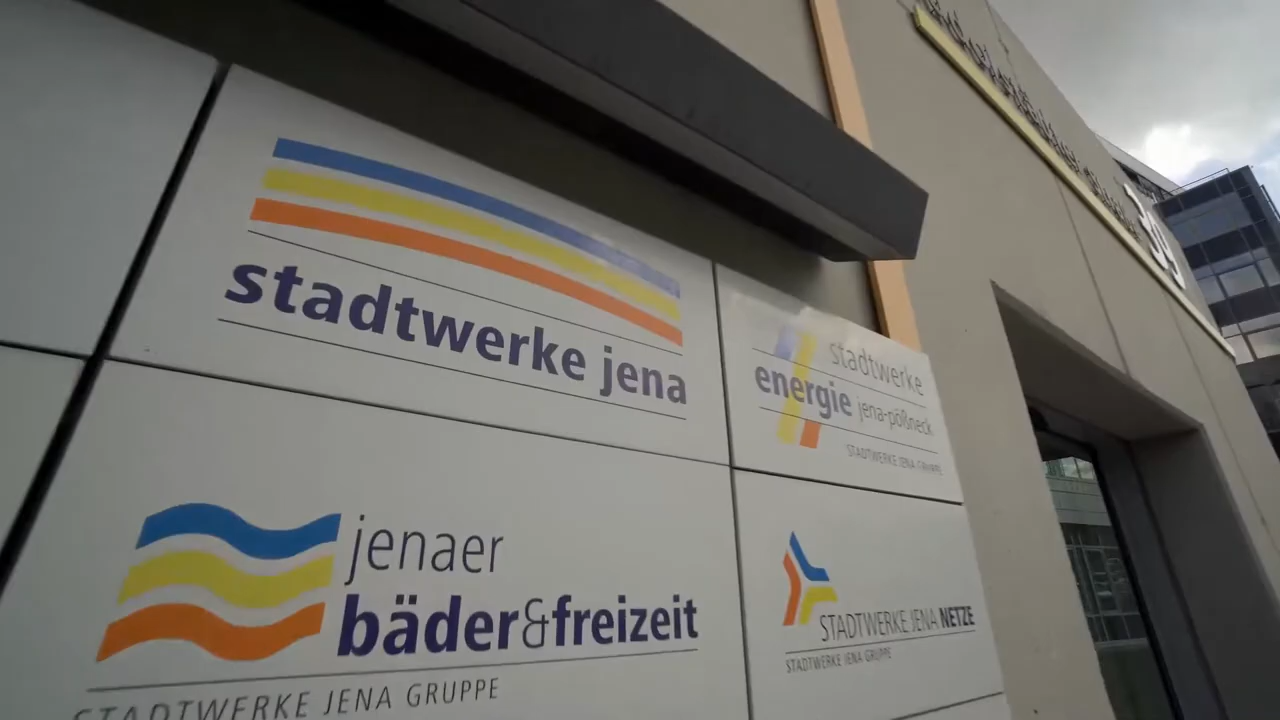 stadtwerke jena
stadtwerke
energie jena-pößneck
STADTWERKE JENA GRUPPE
jenaer
bäder&freizeit
STADTWERKE JENA GRUPPE
STADTWERKE JENA NETZE
STADTWERKE JENA GRUPPE